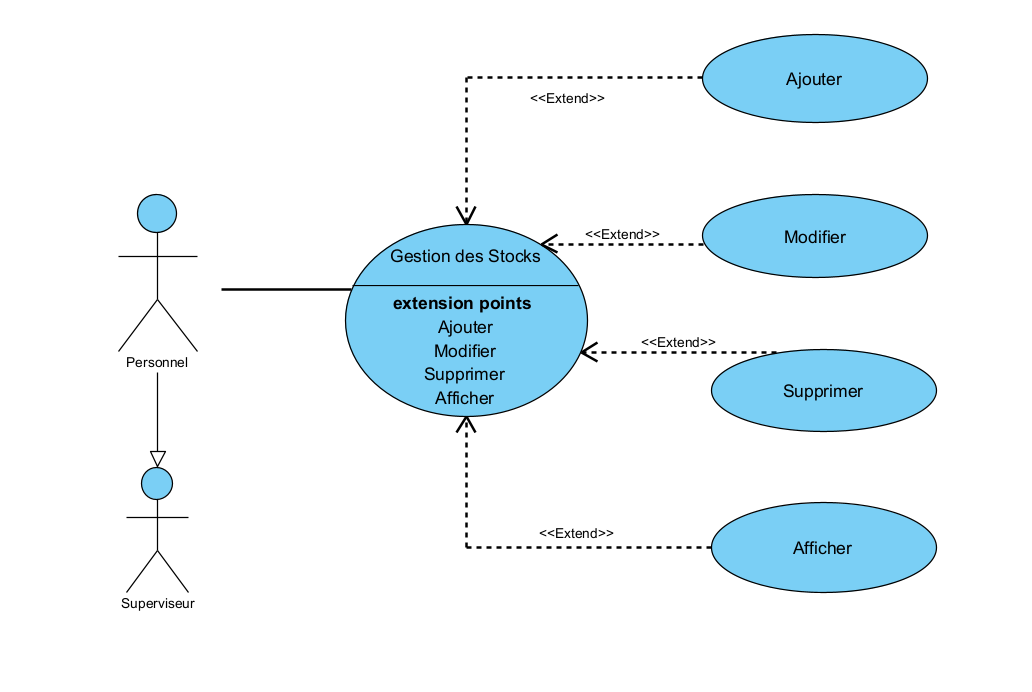 Ajouter
<<Extend>>
Modifier
<<Extend>>
Gestion des Stocks
extension points
Ajouter
Modifier
Supprimer
Afficher
<<Extend>>
Personnel
Supprimer
<<Extend>>
Afficher
Superviseur